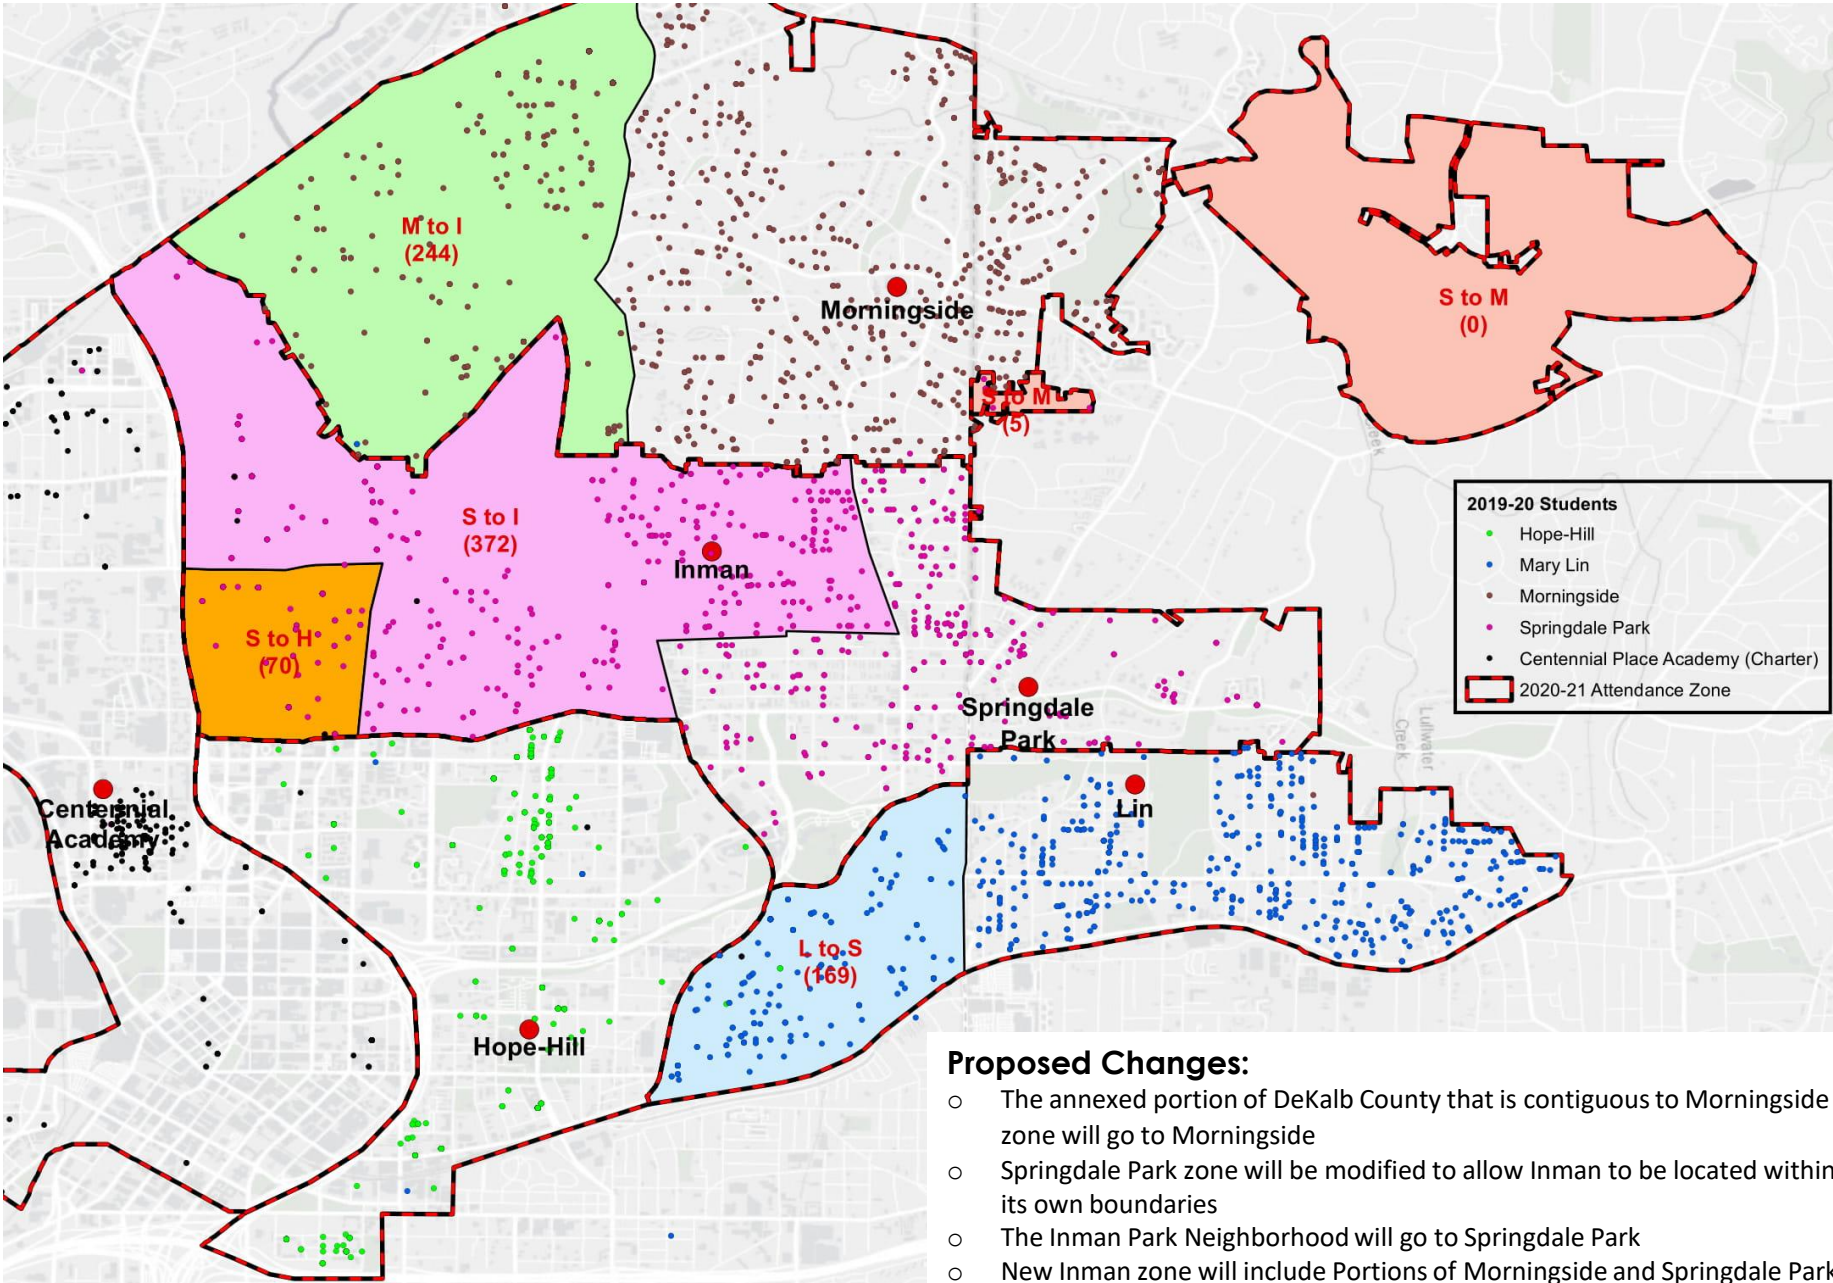 M to I
(244)
Morningside
S to M
(0)
S to M
(5)
S to I
(372)
Inman
S to H
(70)
Springdale
Park
Centennial
Academy
Lin
L to S
(169)
Hope-Hill
Creek
Lullwater
Creek
2019-20 Students
Hope-Hill
Mary Lin
Morningside
Springdale Park
Centennial Place Academy (Charter)
2020-21 Attendance Zone
Proposed Changes:
o The annexed portion of DeKalb County that is contiguous to Morningside
zone will go to Morningside
o Springdale Park zone will be modified to allow Inman to be located within
its own boundaries
o The Inman Park Neighborhood will go to Springdale Park
o New Inman zone will include Portions of Morningside and Springdale Park